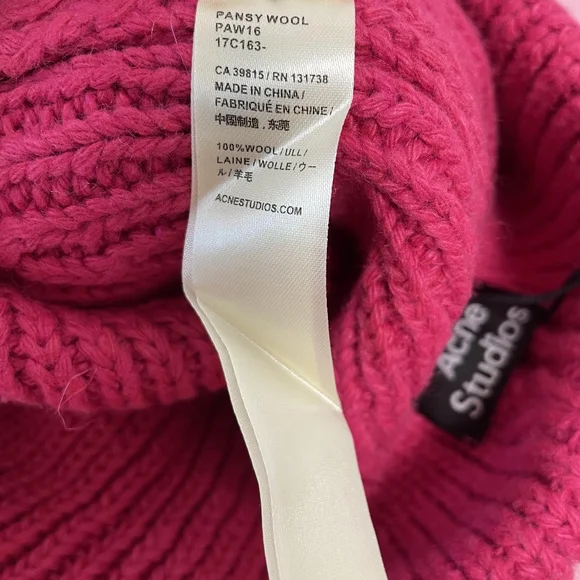 PANSY WOOL
PAW16
17C163-
CA 39815 / RN 131738
MADE IN CHINA /
FABRIQUÉ EN CHINE /
中国制造，东莞
100%WOOL / ULL /
LAINE / WOLLE / ウー
ル / 羊毛
ACNESTUDIOS.COM
Acne
Studios